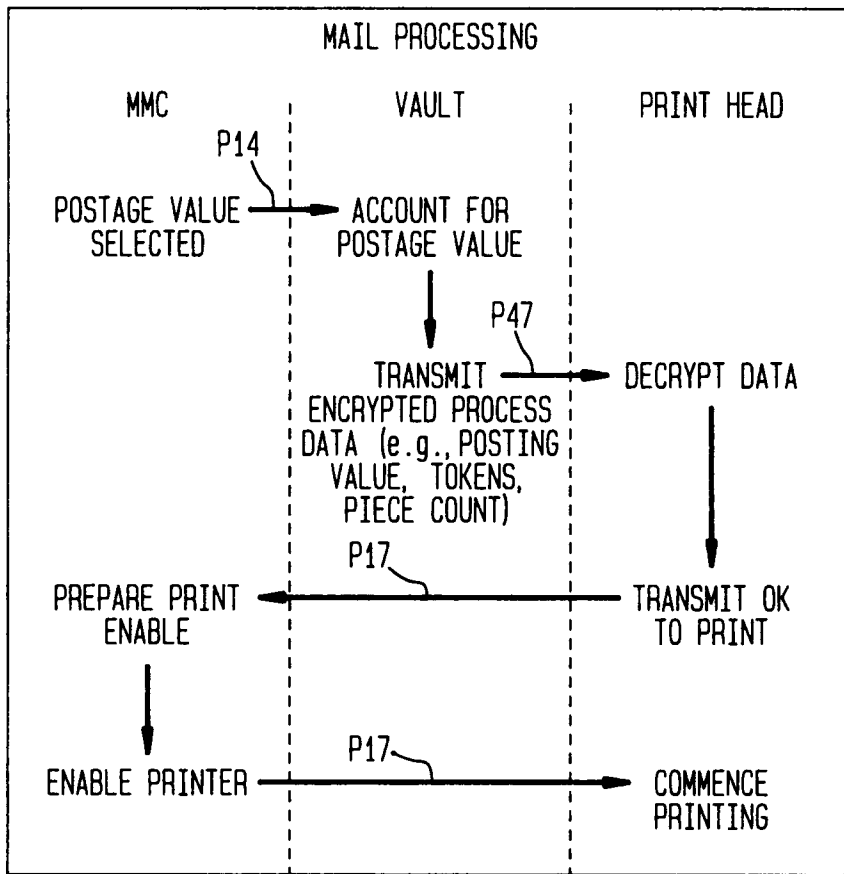 MAIL PROCESSING
MMC VAULT PRINT HEAD
P14
POSTAGE VALUE
SELECTED
ACCOUNT FOR
POSTAGE VALUE
P47
TRANSMIT
ENCRYPTED PROCESS
DATA (e.g., POSTING
VALUE, TOKENS,
PIECE COUNT)
DECRYPT DATA
P17
TRANSMIT OK
TO PRINT
PREPARE PRINT
ENABLE
ENABLE PRINTER
P17
COMMENCE
PRINTING